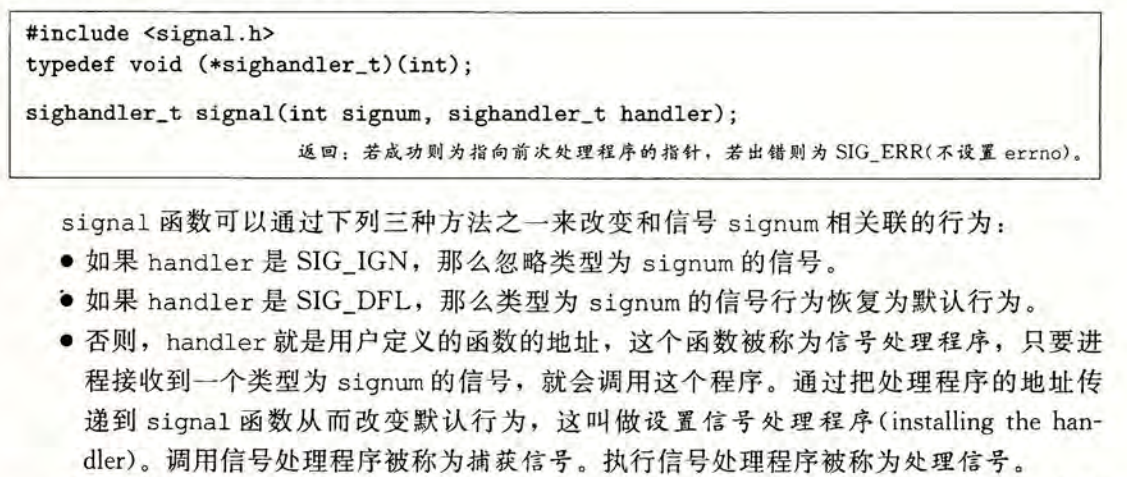 #include <signal.h>
typedef void (*sighandler_t)(int);
sighandler_t signal(int signum, sighandler_t handler);
返回：若成功则为指向前次处理程序的指针，若出错则为 SIG_ERR(不设置 errno)。
signal 函数可以通过下列三种方法之一来改变和信号 signum 相关联的行为：
● 如果 handler 是 SIG_IGN，那么忽略类型为 signum 的信号。
● 如果 handler 是 SIG_DFL，那么类型为 signum 的信号行为恢复为默认行为。
● 否则，handler 就是用户定义的函数的地址，这个函数被称为信号处理程序，只要进
程接收到一个类型为 signum 的信号，就会调用这个程序。通过把处理程序的地址传
递到 signal 函数从而改变默认行为，这叫做设置信号处理程序(installing the han-
dler)。调用信号处理程序被称为捕获信号。执行信号处理程序被称为处理信号。